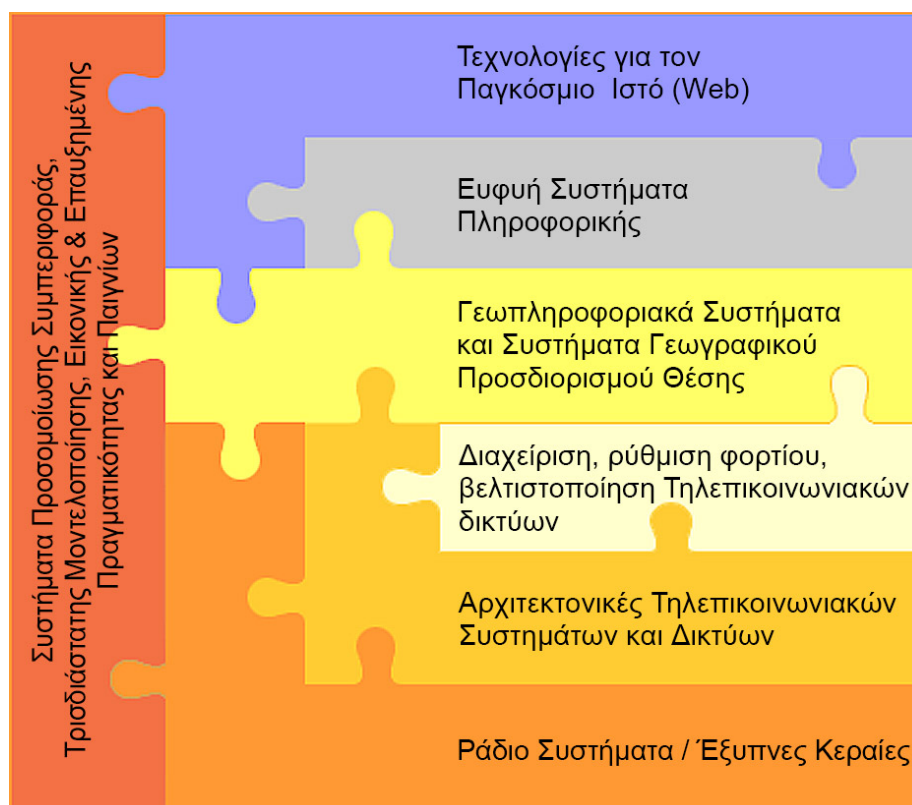 Συστήματα Προσομοίωσης Συμπεριφοράς,
Τρισδιάστατης Μοντελοποίησης, Εικονικής & Επαυξημένης
Πραγματικότητας και Παιγνίων
Τεχνολογίες για τον
Παγκόσμιο Ιστό (Web)
Ευφυή Συστήματα
Πληροφορικής
Γεωπληροφοριακά Συστήματα
και Συστήματα Γεωγραφικού
Προσδιορισμού Θέσης
Διαχείριση, ρύθμιση φορτίου,
βελτιστοποίηση Τηλεπικοινωνιακών
δικτύων
Αρχιτεκτονικές Τηλεπικοινωνιακών
Συστημάτων και Δικτύων
Ράδιο Συστήματα / Έξυπνες Κεραίες